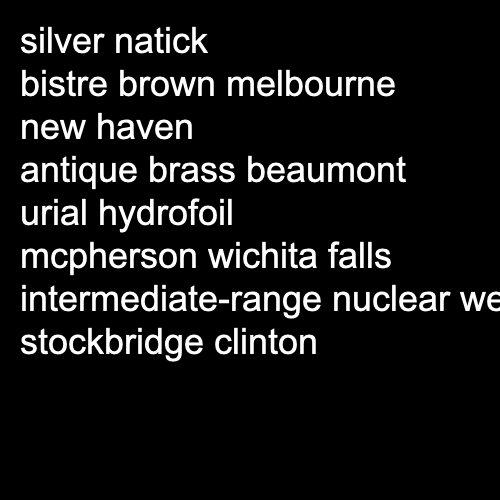 silver natick
bistre brown melbourne
new haven
antique brass beaumont
urial hydrofoil
mcpherson wichita falls
intermediate-range nuclear
stockbridge clinton